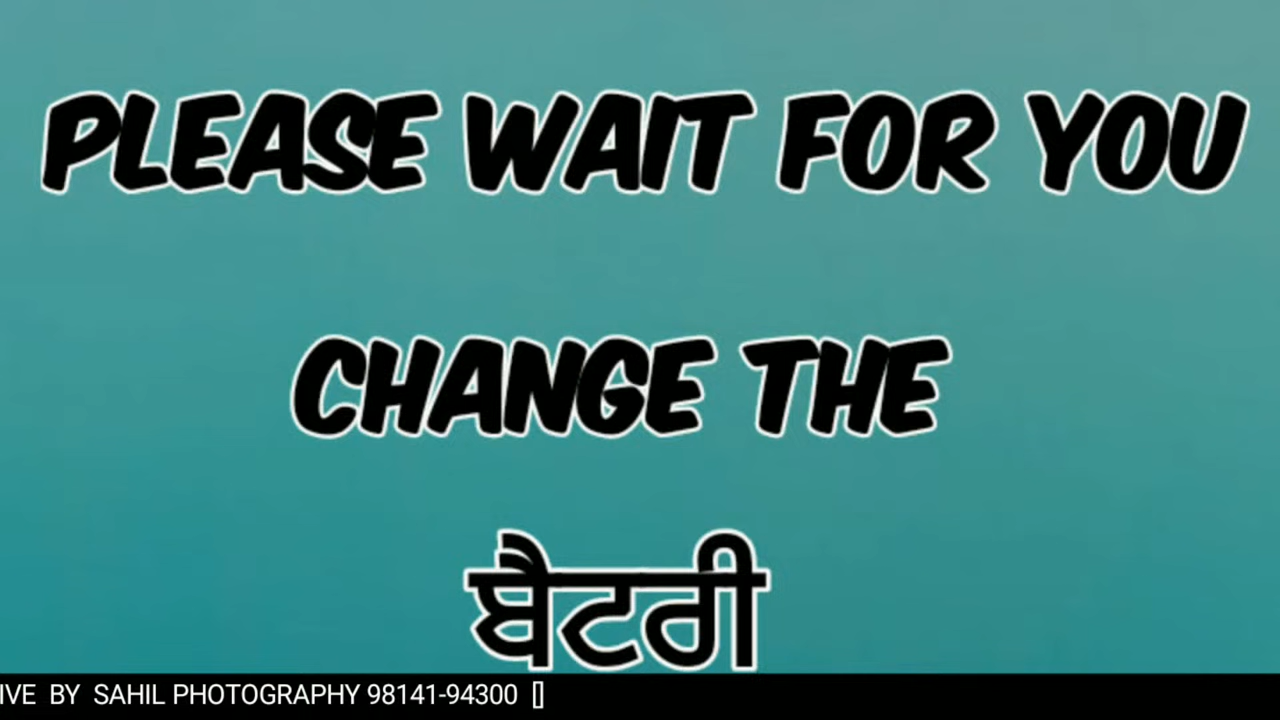 PLEASE WAIT FOR YOU
CHANGE THE
ਬੈਟਰੀ
IVE BY SAHIL PHOTOGRAPHY 98141-94300 []